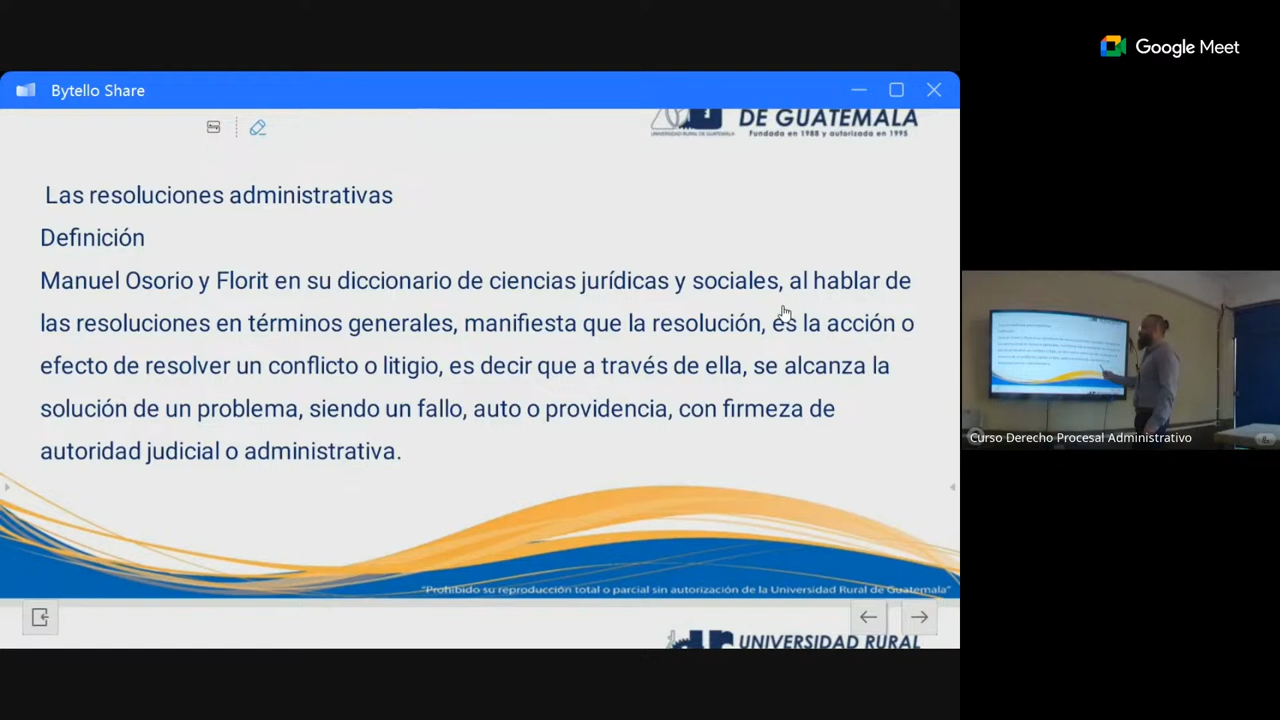 Google Meet
Bytello Share
DE GUATEMALA
Fundada en 1988 y autorizada en 1995
UNIVERSIDAD RURAL DE GUATEMALA
Las resoluciones administrativas
Definición
Manuel Osorio y Florit en su diccionario de ciencias jurídicas y sociales, al hablar de
las resoluciones en términos generales, manifiesta que la resolución, es la acción o
efecto de resolver un conflicto o litigio, es decir que a través de ella, se alcanza la
solución de un problema, siendo un fallo, auto o providencia, con firmeza de
autoridad judicial o administrativa.
"Prohibido su reproducción total o parcial sin autorización de la Universidad Rural de Guatemala"
UNIVERSIDAD RURAL
Curso Derecho Procesal Administrativo